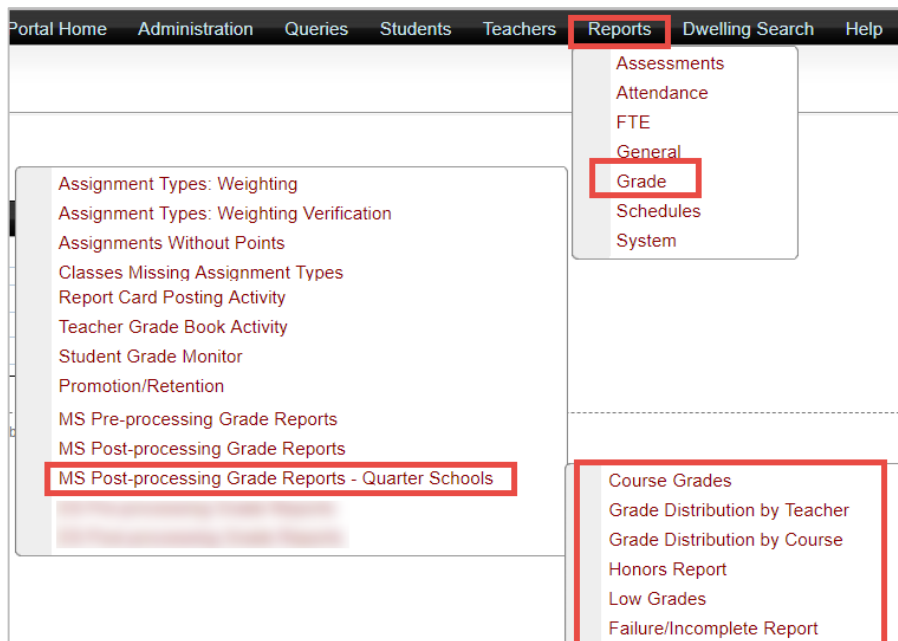 Portal Home Administration Queries Students Teachers Reports Dwelling Search Help
Assessments
Attendance
FTE
General
Grade
Schedules
System
Assignment Types: Weighting
Assignment Types: Weighting Verification
Assignments Without Points
Classes Missing Assignment Types
Report Card Posting Activity
Teacher Grade Book Activity
Student Grade Monitor
Promotion/Retention
MS Pre-processing Grade Reports
MS Post-processing Grade Reports
MS Post-processing Grade Reports - Quarter Schools
Course Grades
Grade Distribution by Teacher
Grade Distribution by Course
Honors Report
Low Grades
Failure/Incomplete Report